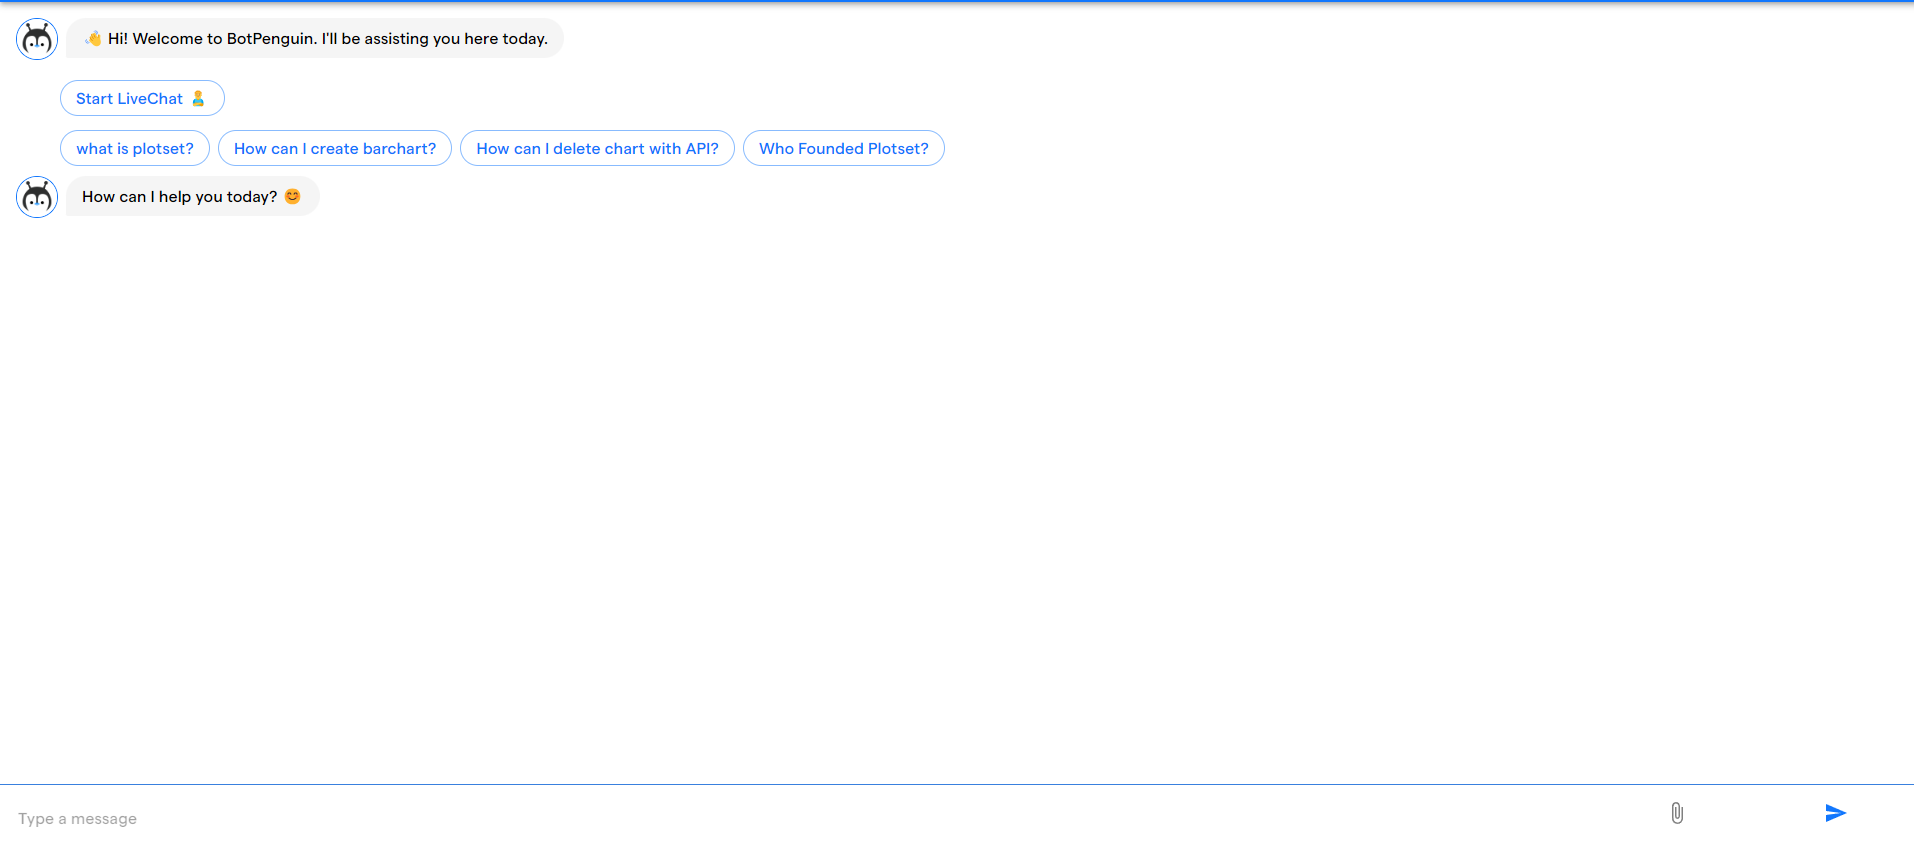 👋 Hi! Welcome to BotPenguin. I'll be assisting you here today.
Start LiveChat
what is plotset? How can I create barchart? How can I delete chart with API? Who Founded Plotset?
How can I help you today? 😊
Type a message